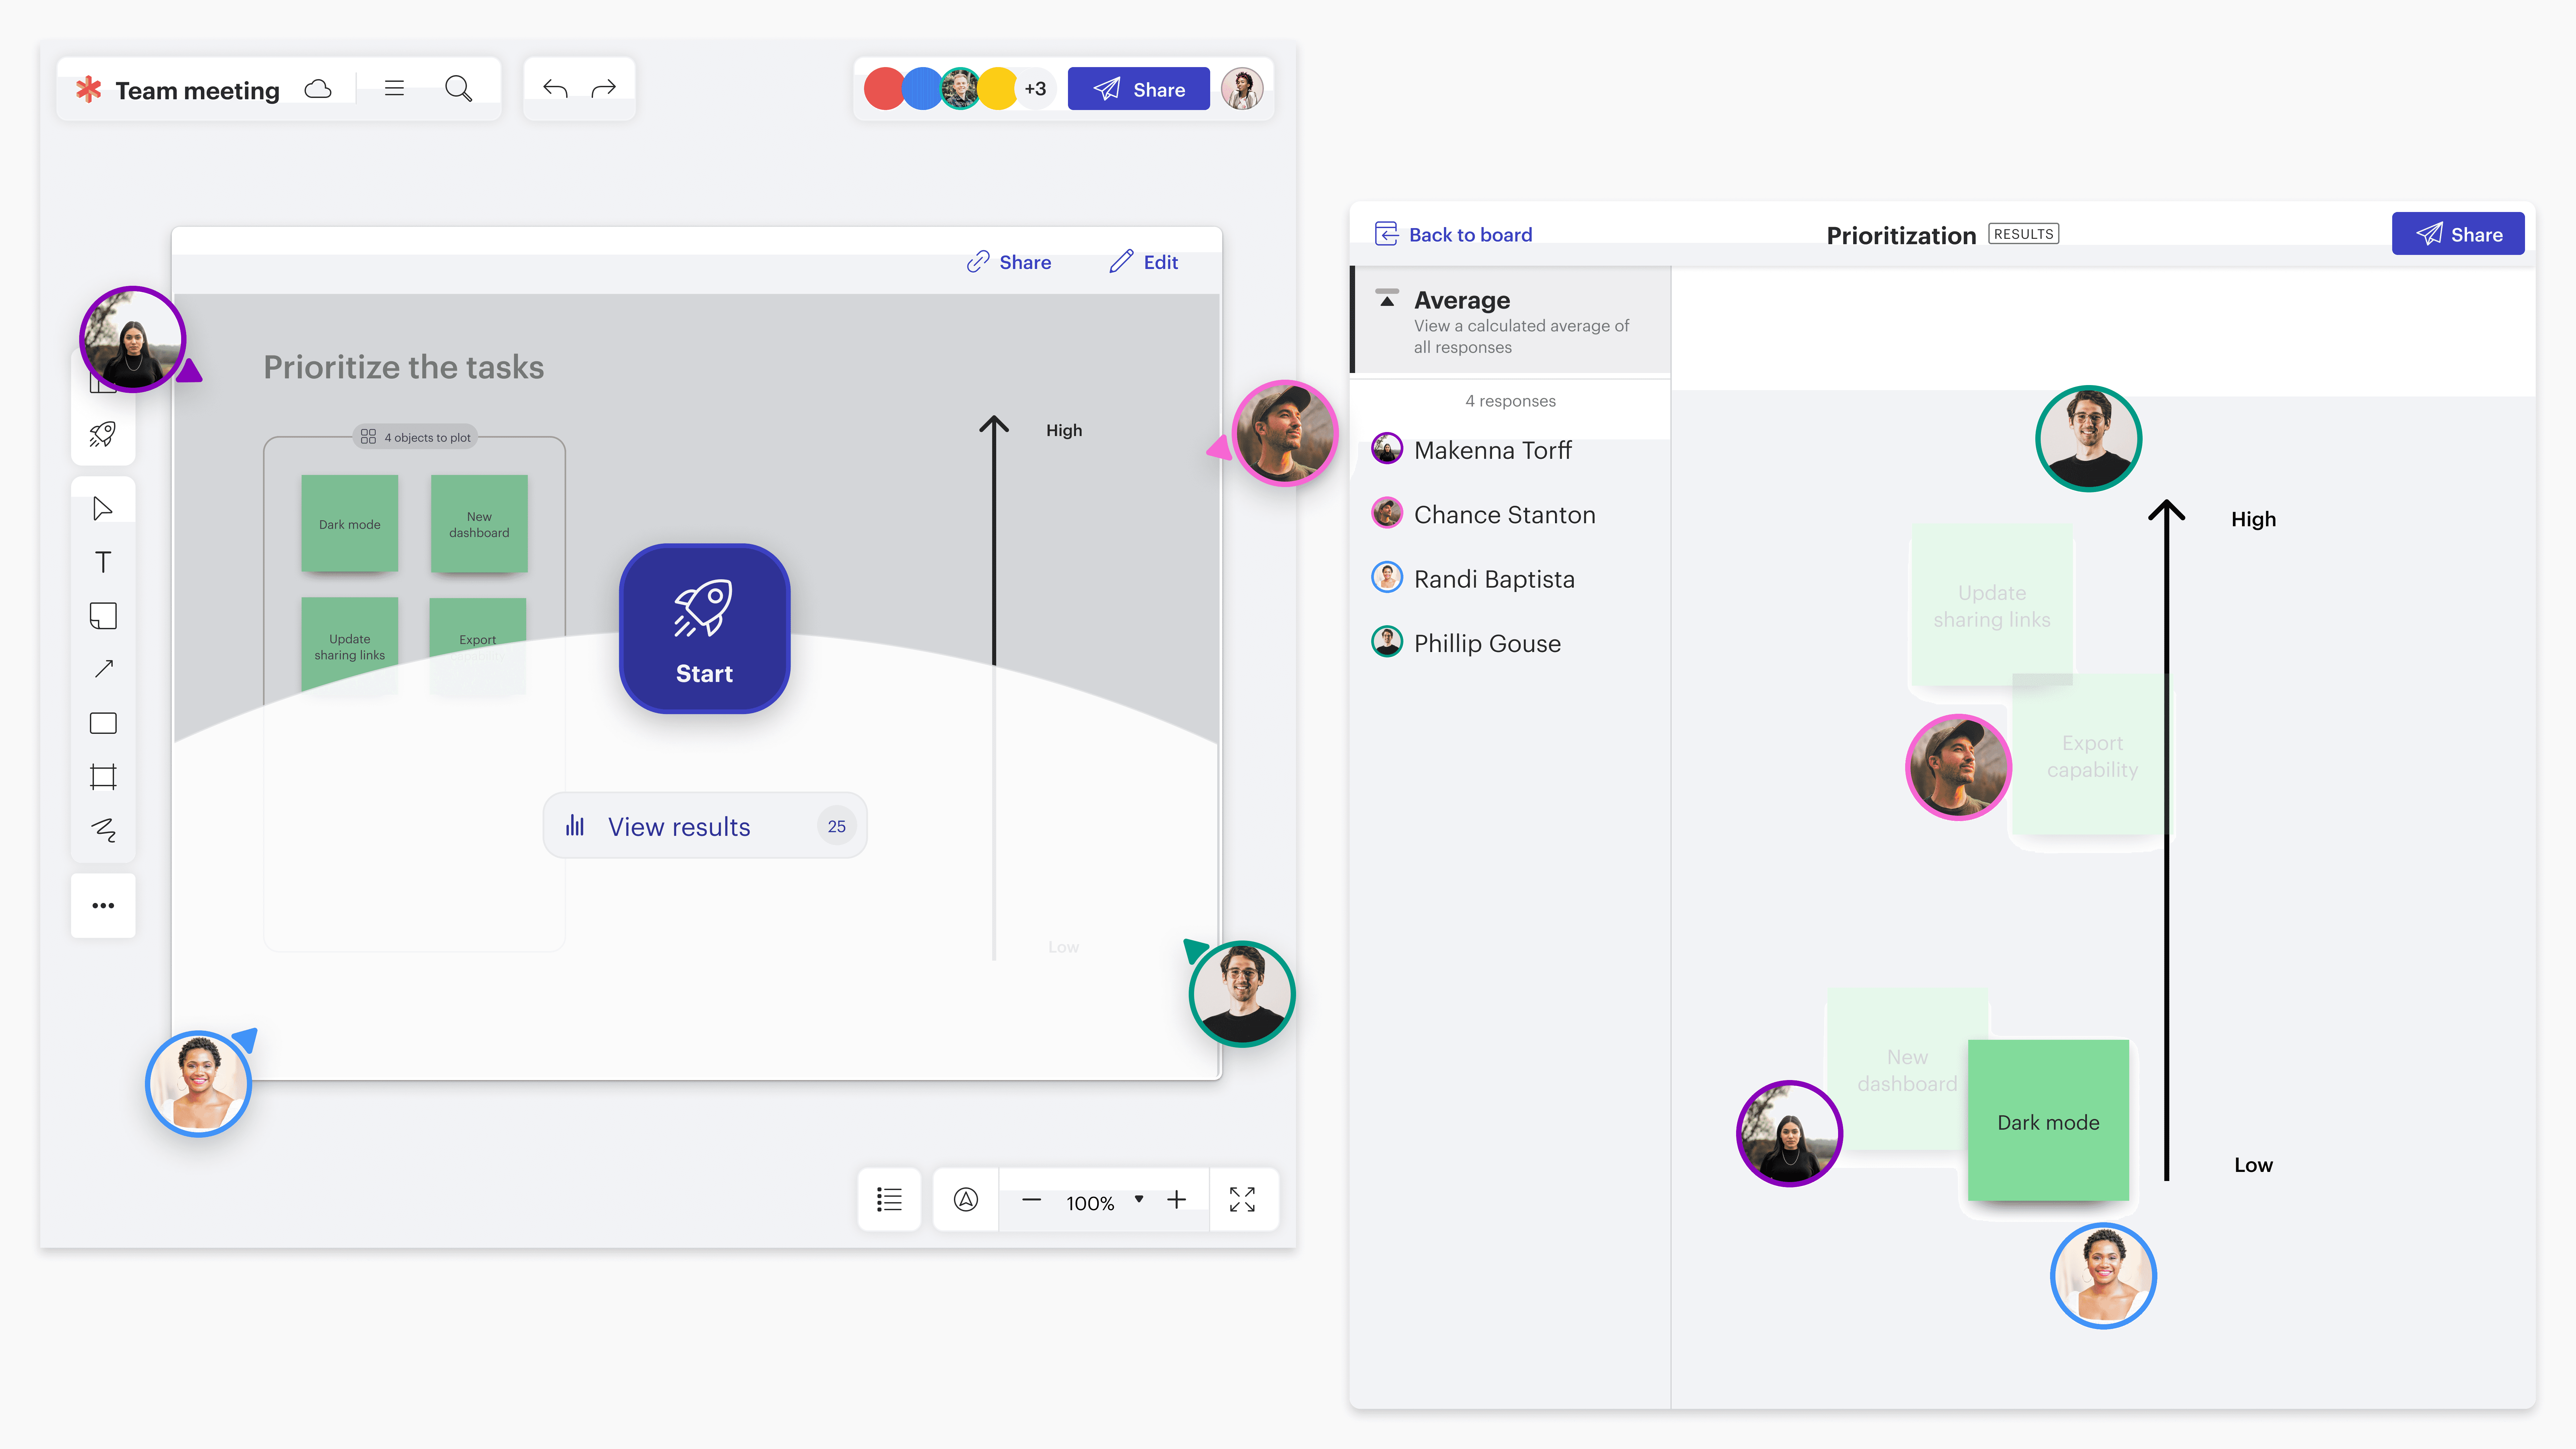 Team meeting
+3
Share
Share
Edit
Prioritize the tasks
4 objects to plot
High
Dark mode
New
dashboard
Update
sharing links
Export
Start
View results
25
Low
100%
Back to board
Prioritization
RESULTS
Share
Average
View a calculated average of
all responses
4 responses
Makenna Torff
Chance Stanton
Randi Baptista
Phillip Gouse
High
Update
sharing links
Export
capability
New
dashboard
Dark mode
Low